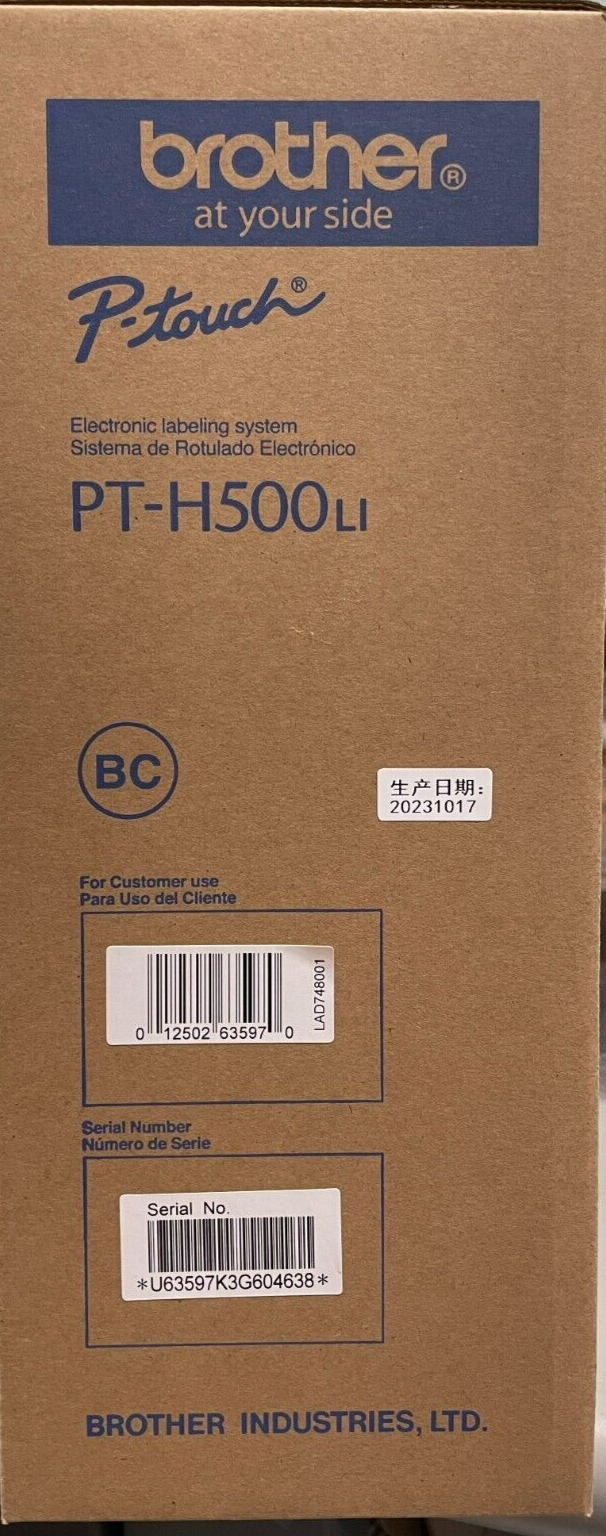 brother®
at your side
P-touch®
Electronic labeling system
Sistema de Rotulado Electrónico
PT-H500LI
BC
生产日期:
20231017
For Customer use
Para Uso del Cliente
LAD748001
0 12502 63597 0
Serial Number
Número de Serie
Serial No.
*U63597K3G604638*
BROTHER INDUSTRIES, LTD.